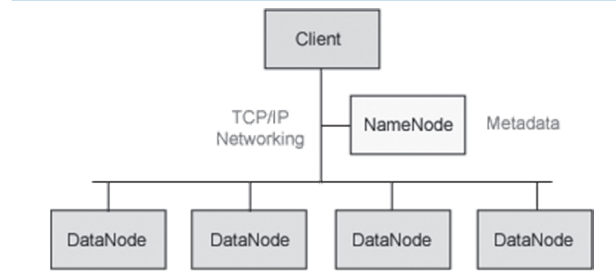 Client
TCP/IP
Networking
NameNode
Metadata
DataNode
DataNode
DataNode
DataNode